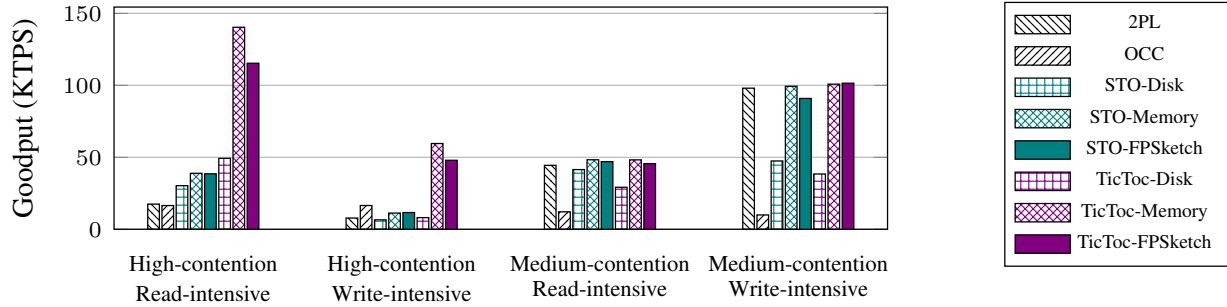 Goodput (KTPS)
150
100
50
0
High-contention
Read-intensive
High-contention
Write-intensive
Medium-contention
Read-intensive
Medium-contention
Write-intensive
2PL
OCC
STO-Disk
STO-Memory
STO-FPSketch
TicToc-Disk
TicToc-Memory
TicToc-FPSketch